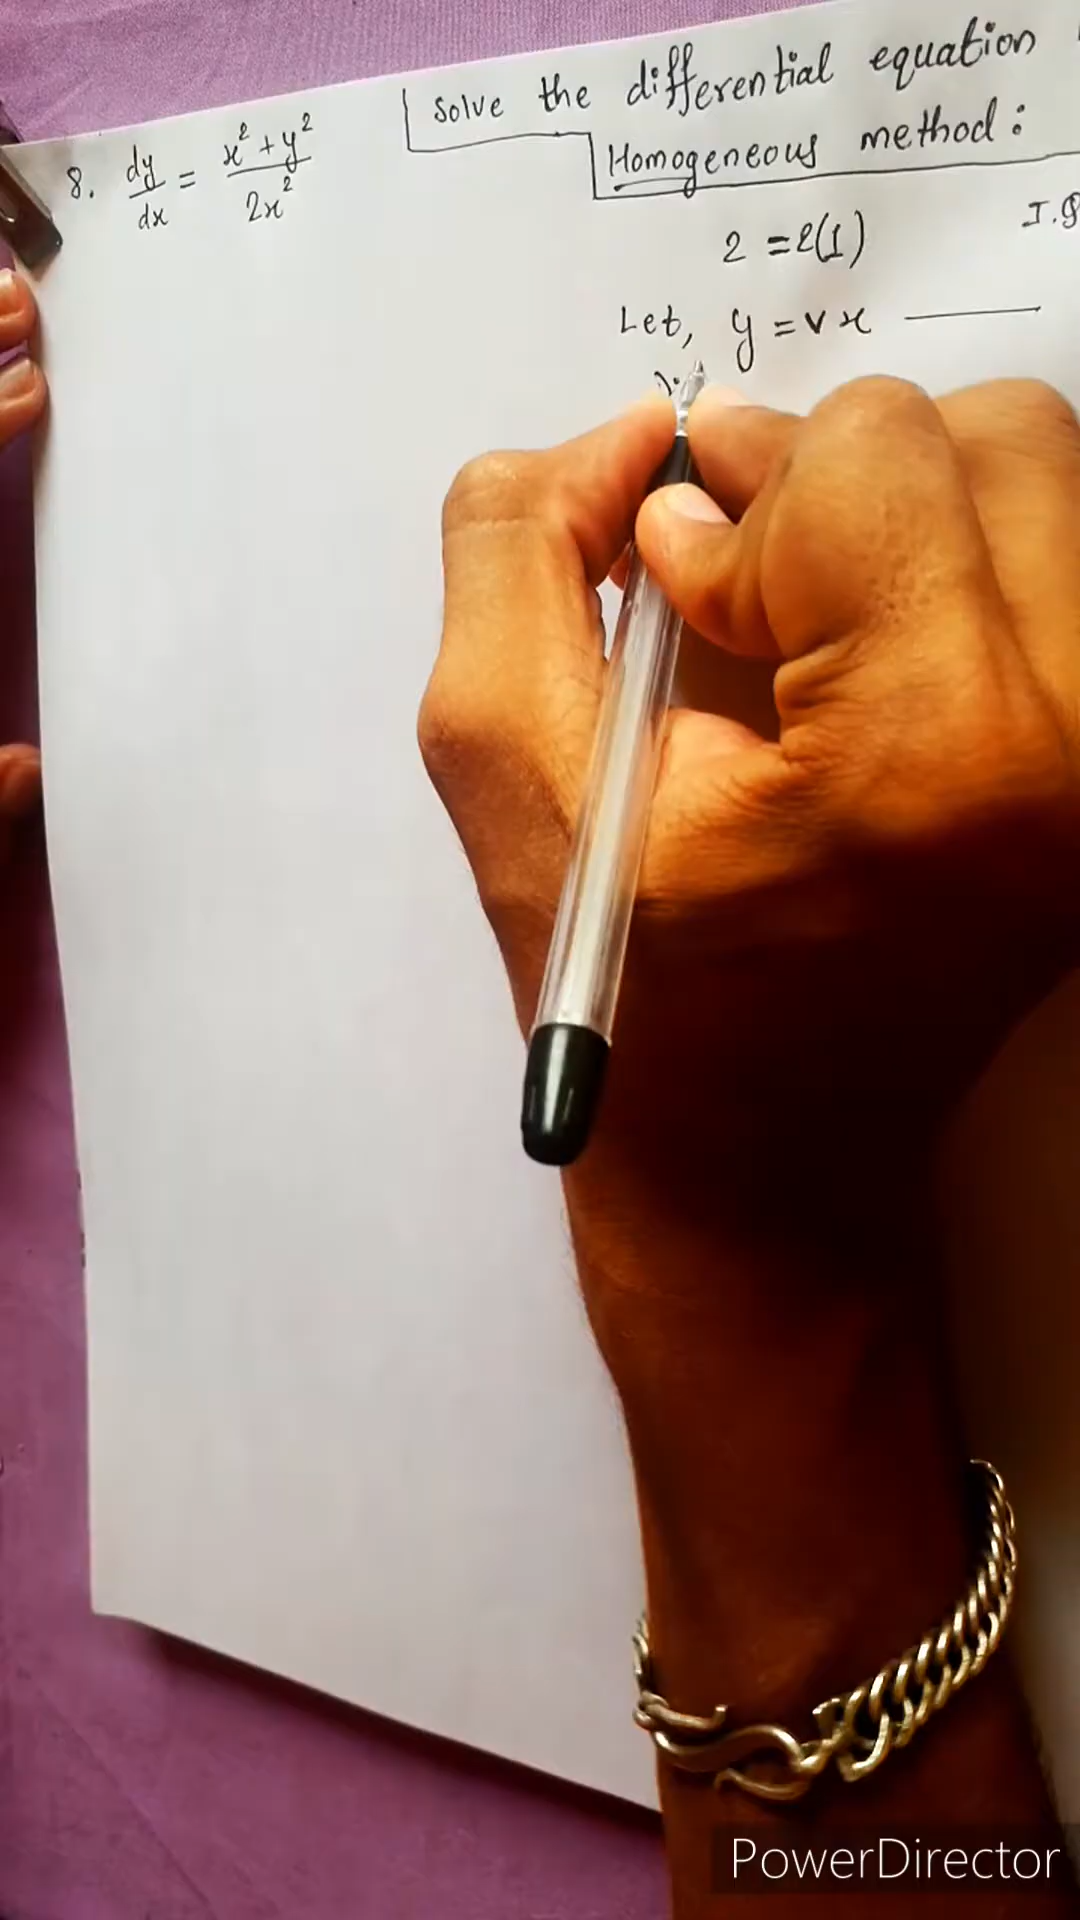 Solve the differential equation
Homogeneous method:
8. dy/dx = x²+y²/2x²
2 = 2(1)
Let, y = vx
PowerDirector